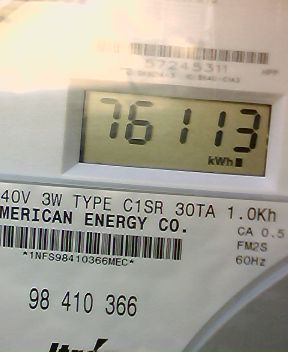 57245311
76113
kWh
40V 3W TYPE C1SR 30TA 1.0Kh
MERICAN ENERGY CO.
CA 0.5
FM2S
60Hz
*1NFS98410366MEC*
98 410 366